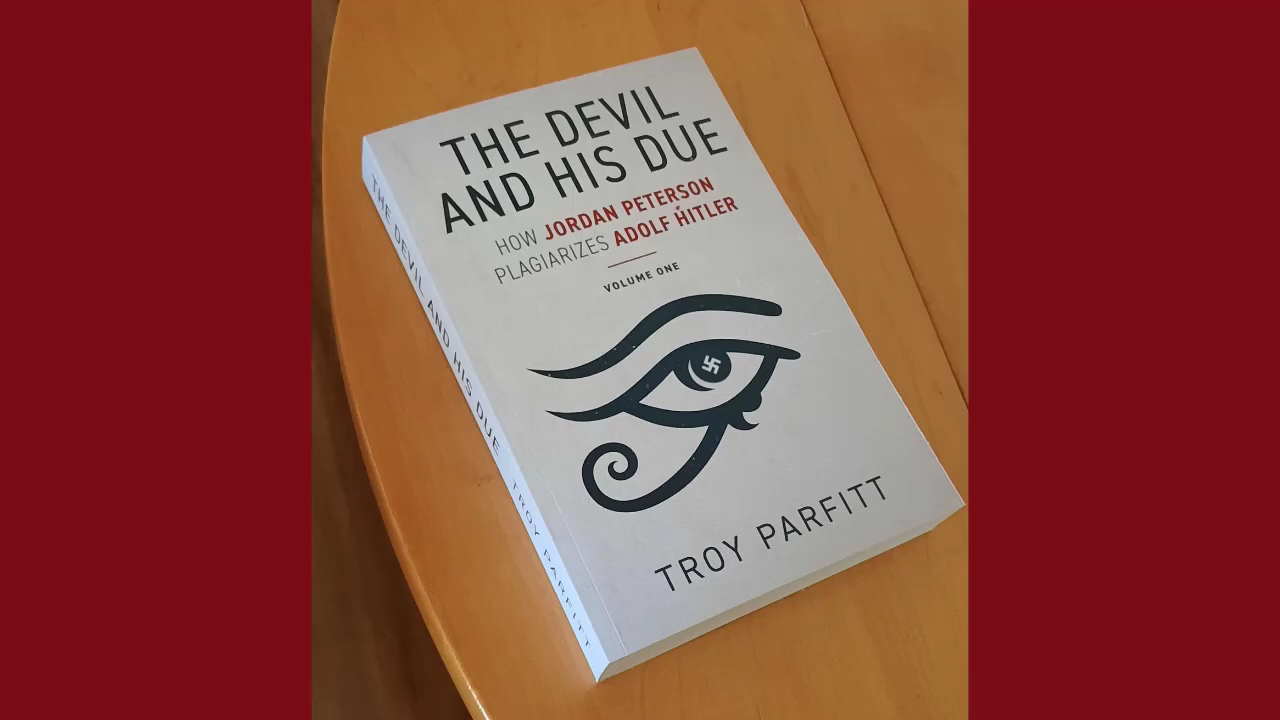 THE DEVIL
AND HIS DUE
HOW JORDAN PETERSON
PLAGIARIZES ADOLF HITLER
VOLUME ONE
TROY PARFITT
THE DEVIL AND HIS DUE TROY PARFITT